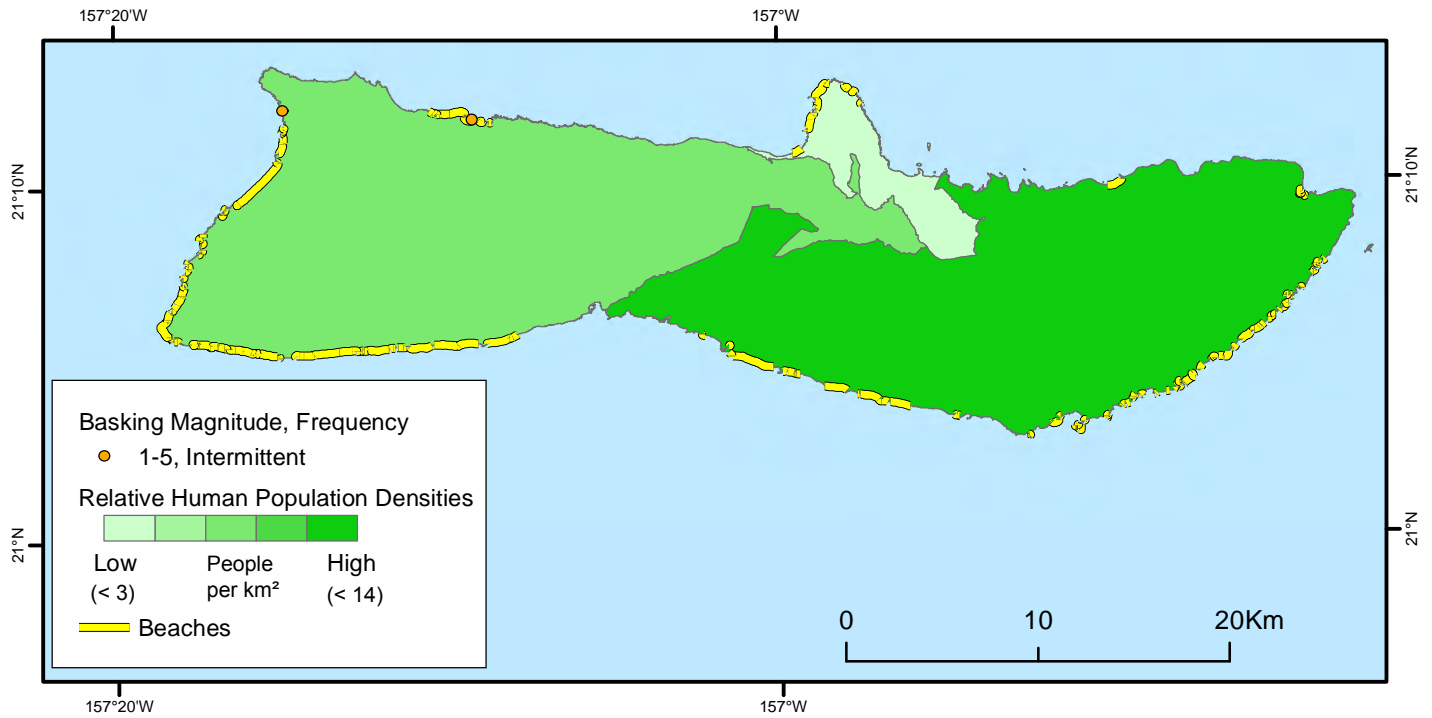 157°20'W
157°W
21°10'N
21°10'N
Basking Magnitude, Frequency
1-5, Intermittent
Relative Human Population Densities
Low
People
High
(< 3)
per km²
(< 14)
Beaches
0
10
20Km
21°N
21°N
157°20'W
157°W